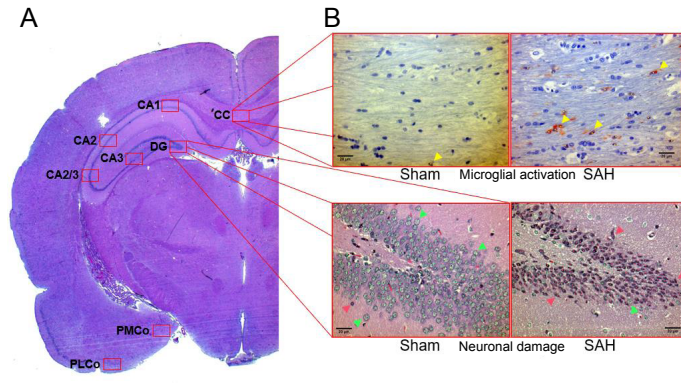 A
B
CA1
CC
CA2
CA3
DG
CA2/3
PMCo
PLCo
Sham Microglial activation SAH
Sham Neuronal damage SAH